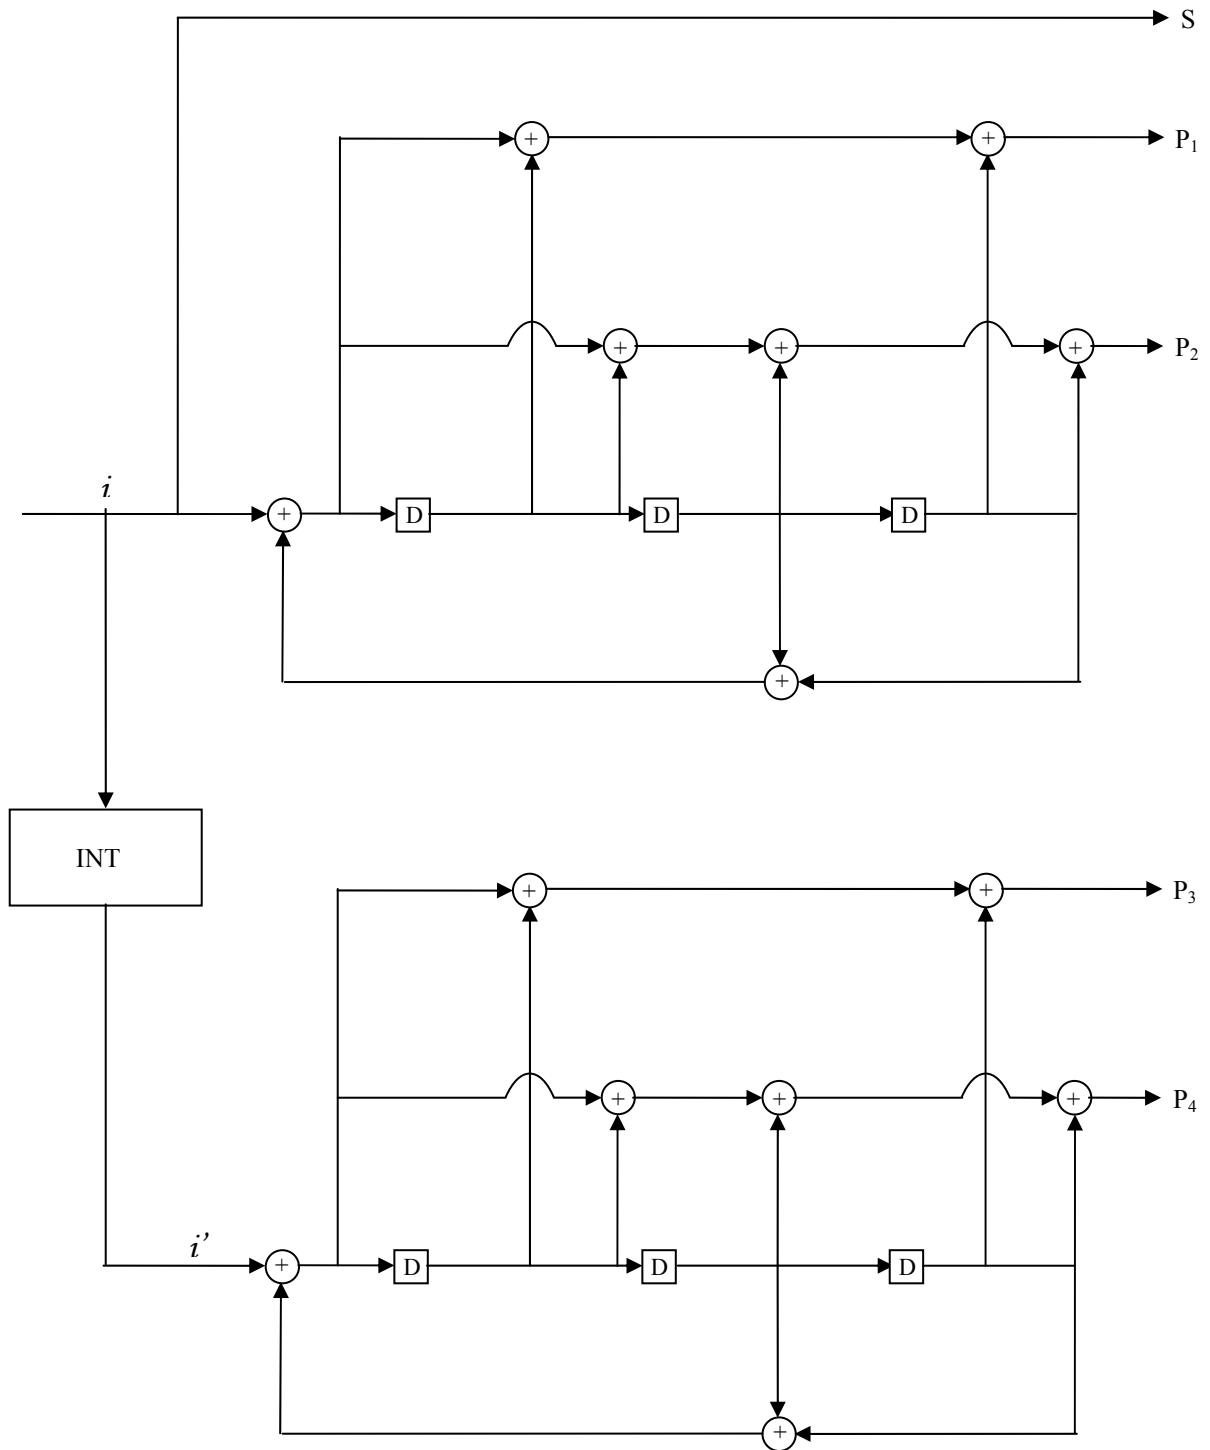 S
+ + P₁
+ + + P₂
i
+ D D D
+
INT
+ + P₃
+ + + P₄
i’
+ D D D
+